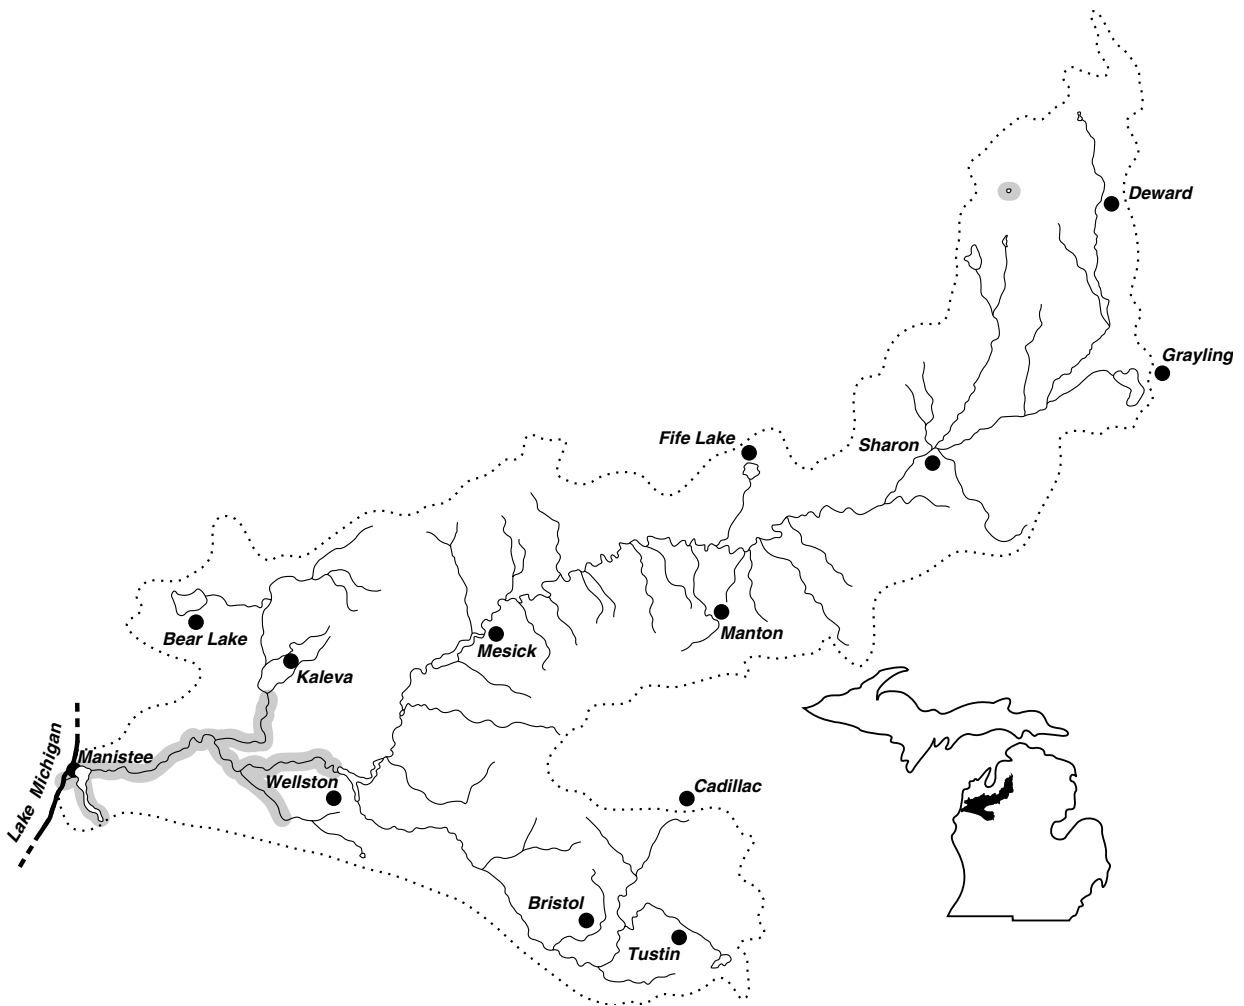 Deward
Grayling
Fife Lake
Sharon
Bear Lake
Mesick
Manton
Kaleva
Lake Michigan
Manistee
Wellston
Cadillac
Bristol
Tustin